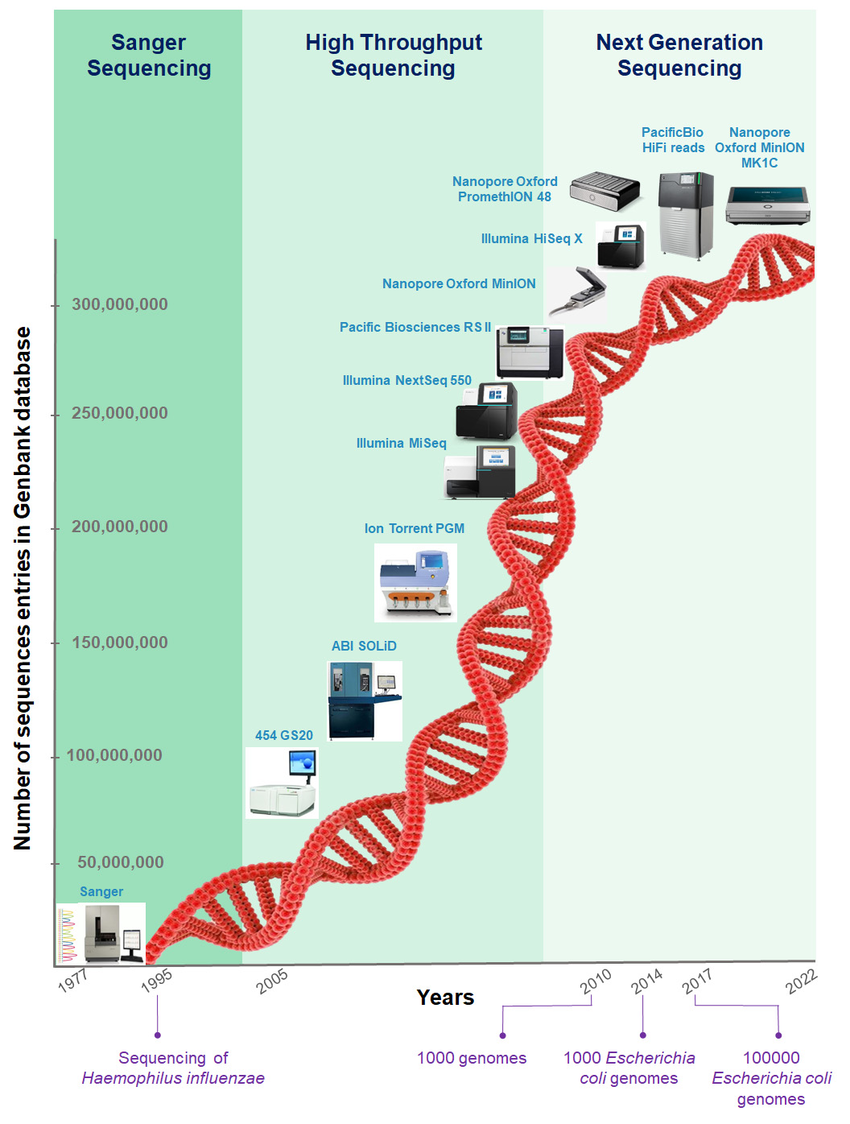 Sanger
Sequencing
High Throughput
Sequencing
Next Generation
Sequencing
PacificBio
HiFi reads
Nanopore
Oxford MinION
MK1C
Nanopore Oxford
PromethION 48
Illumina HiSeq X
Nanopore Oxford MinION
Pacific Biosciences RS II
Illumina NextSeq 550
Illumina MiSeq
Ion Torrent PGM
ABI SOLiD
454 GS20
Sanger
Number of sequences entries in Genbank database
300,000,000
250,000,000
200,000,000
150,000,000
100,000,000
50,000,000
1977
1995
2005
2010
2014
2017
2022
Years
Sequencing of
Haemophilus influenzae
1000 genomes
1000 Escherichia
coli genomes
100000
Escherichia coli
genomes